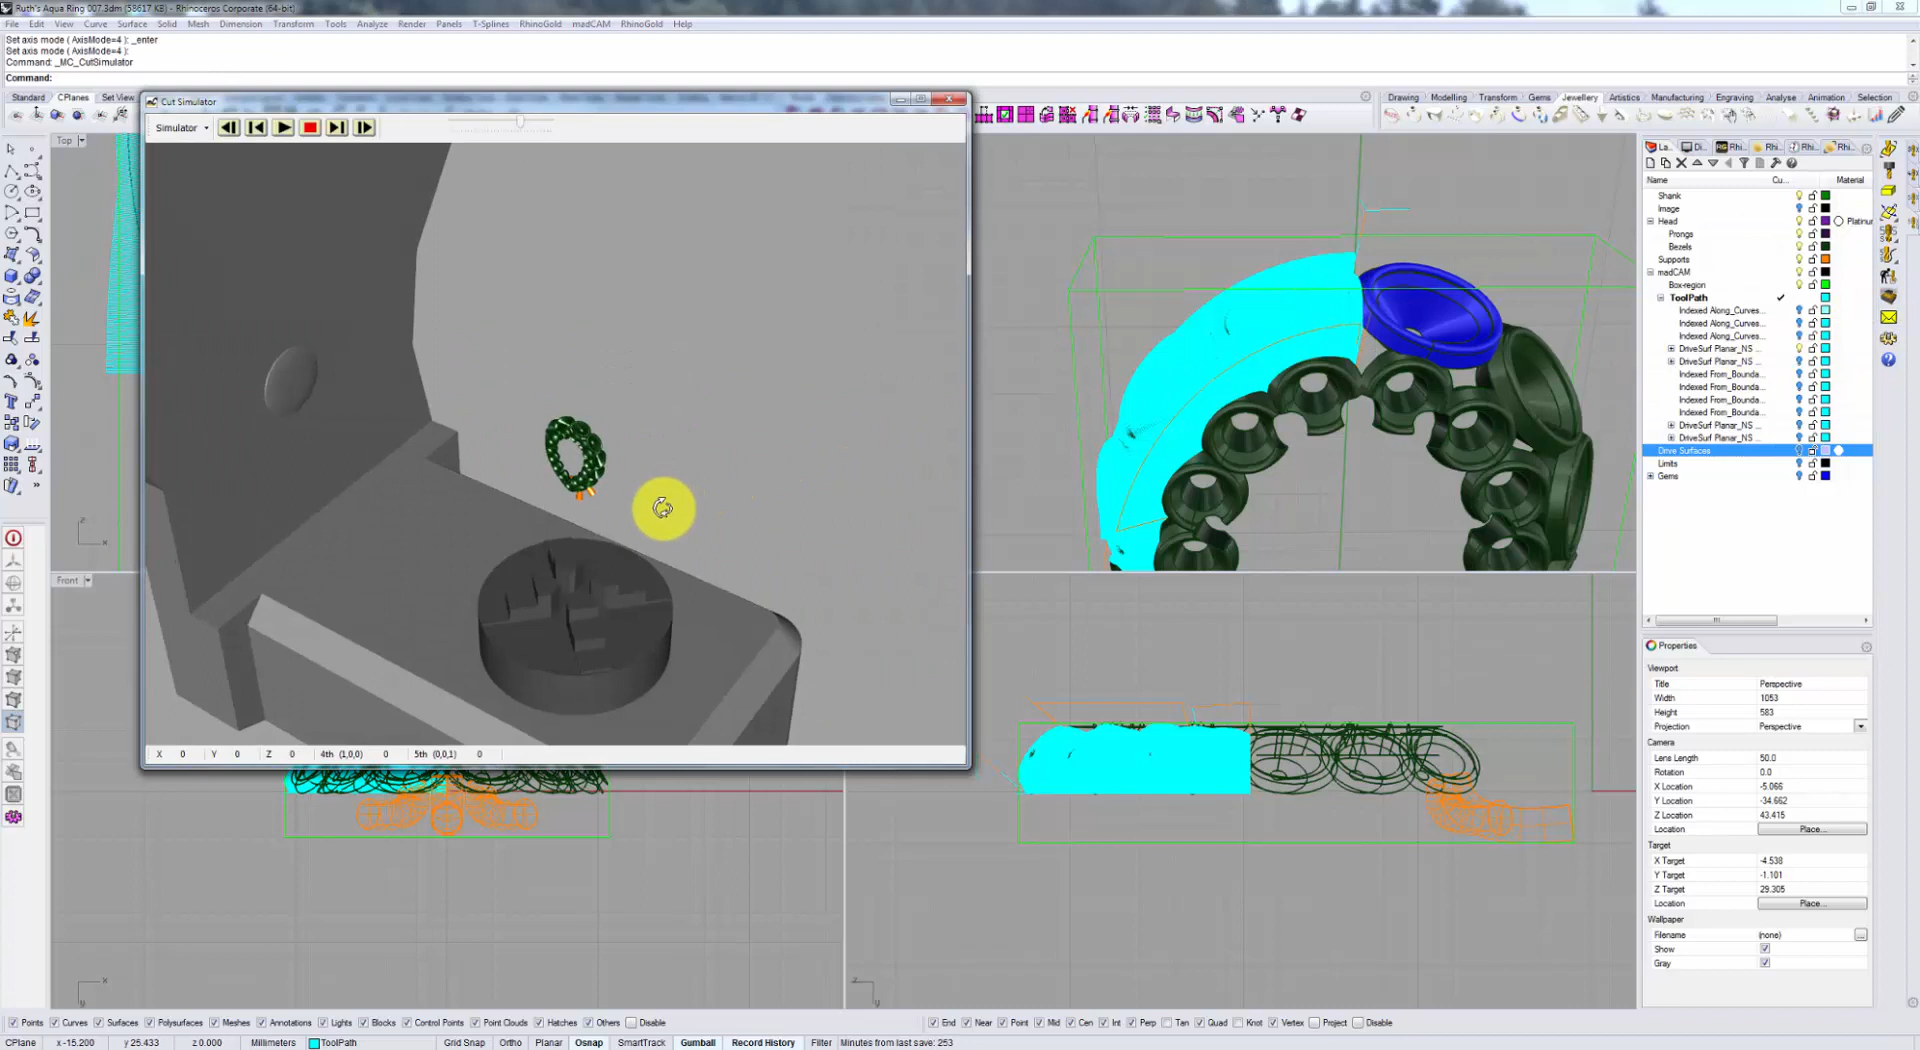 Ruth's Aqua Ring 007.3dm (58617 KB) - Rhinoceros Corporate (64-bit)
File Edit View Curve Surface Solid Mesh Dimension Transform Tools Analyze Render Panels T-Splines RhinoGold madCAM RhinoGold Help
Set axis mode ( AxisMode=4 ): _enter
Set axis mode ( AxisMode=4 ):
Command: _MC_CutSimulator
Command:
Standard CPlanes Set View
Drawing Modelling Transform Gems Jewellery Artistics Manufacturing Engraving Analyse Animation Selection
Cut Simulator
Simulator
Top
Front
X 0 Y 0 Z 0 4th (1,0,0) 0 5th (0,0,1) 0
La... Di... Rhi... Rhi... Rhi... Rhi...
Name Cu... Material
Shank
Image
Head Platinu
Prongs
Bezels
Supports
madCAM
Box-region
ToolPath
Indexed Along_Curves...
Indexed Along_Curves...
Indexed Along_Curves...
DriveSurf Planar_NS ...
DriveSurf Planar_NS ...
Indexed From_Bounda...
Indexed From_Bounda...
Indexed From_Bounda...
Indexed From_Bounda...
DriveSurf Planar_NS ...
DriveSurf Planar_NS ...
Drive Surfaces
Limits
Gems
Properties
Viewport
Title Perspective
Width 1053
Height 583
Projection Perspective
Camera
Lens Length 50.0
Rotation 0.0
X Location -5.066
Y Location -34.662
Z Location 43.415
Location Place...
Target
X Target -4.538
Y Target -1.101
Z Target 29.305
Location Place...
Wallpaper
Filename (none) ...
Show
Gray
Points Curves Surfaces Polysurfaces Meshes Annotations Lights Blocks Control Points Point Clouds Hatches Others Disable
End Near Point Mid Cen Int Perp Tan Quad Knot Vertex Project Disable
CPlane x -15.200 y 25.433 z 0.000 Millimeters ToolPath Grid Snap Ortho Planar Osnap SmartTrack Gumball Record History Filter Minutes from last save: 253